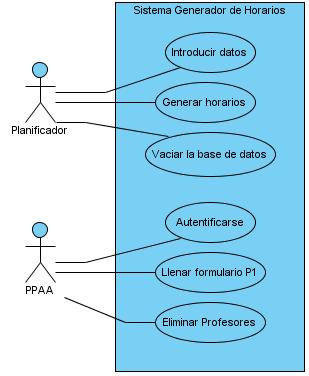 Sistema Generador de Horarios
Introducir datos
Generar horarios
Planificador
Vaciar la base de datos
Autentificarse
Llenar formulario P1
PPAA
Eliminar Profesores